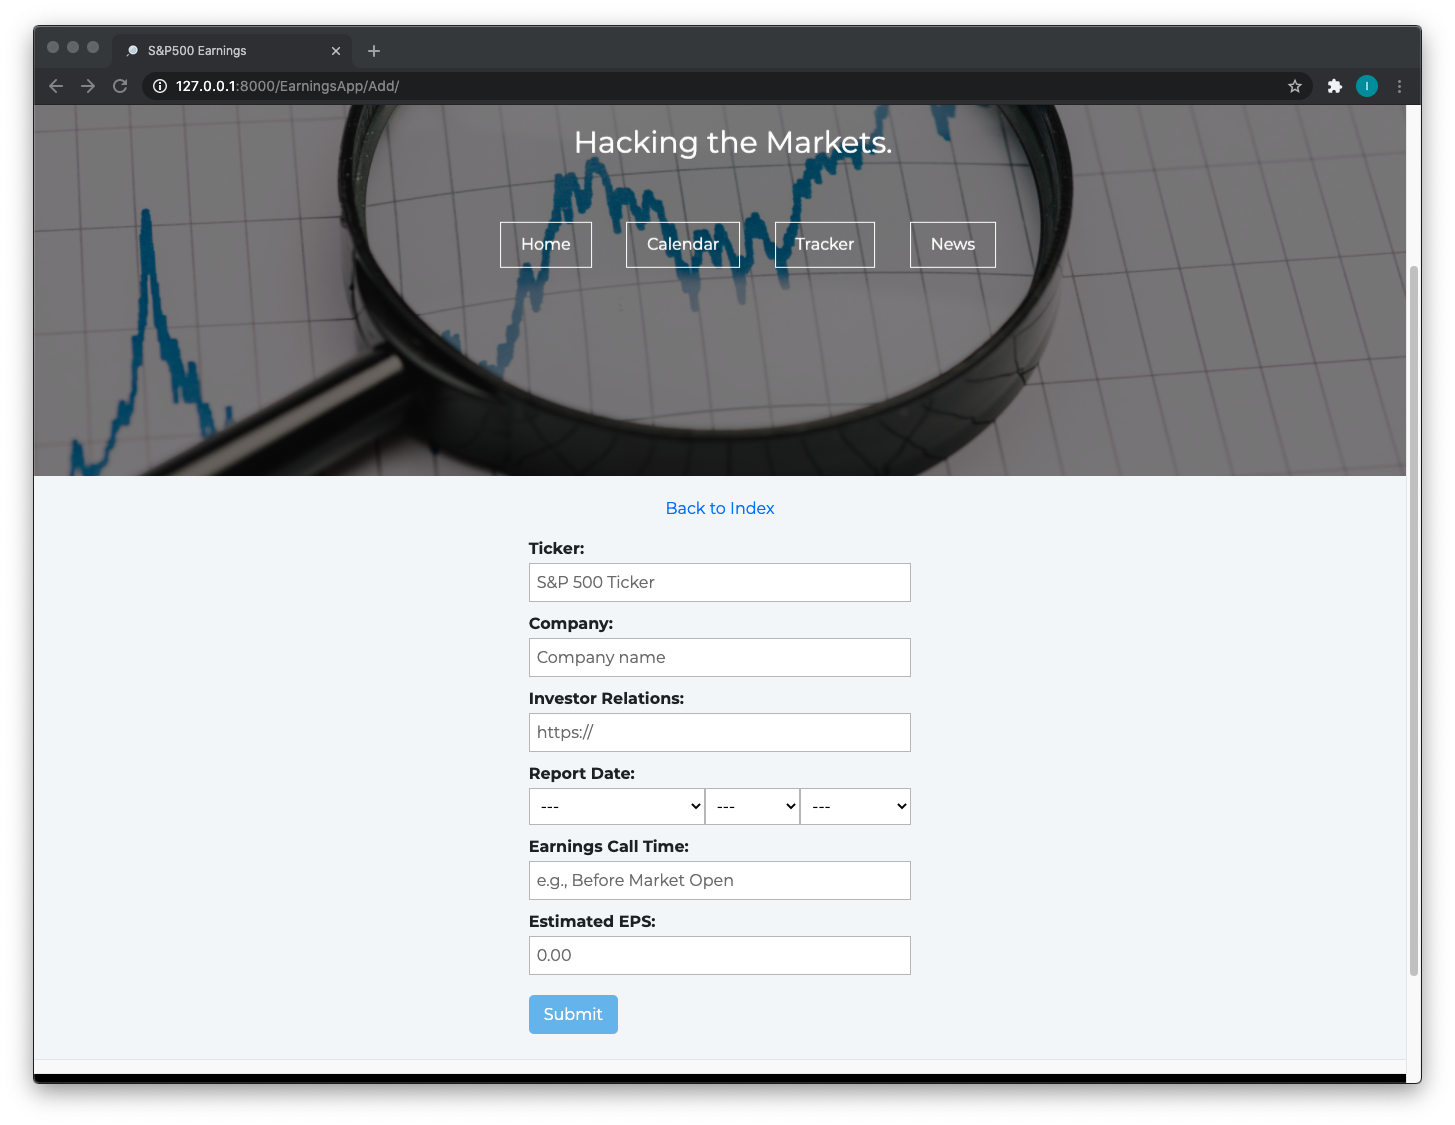 S&P500 Earnings
127.0.0.1:8000/EarningsApp/Add/
I
Hacking the Markets.
Home Calendar Tracker News
Back to Index
Ticker:
S&P 500 Ticker
Company:
Company name
Investor Relations:
https://
Report Date:
--- --- ---
Earnings Call Time:
e.g., Before Market Open
Estimated EPS:
0.00
Submit